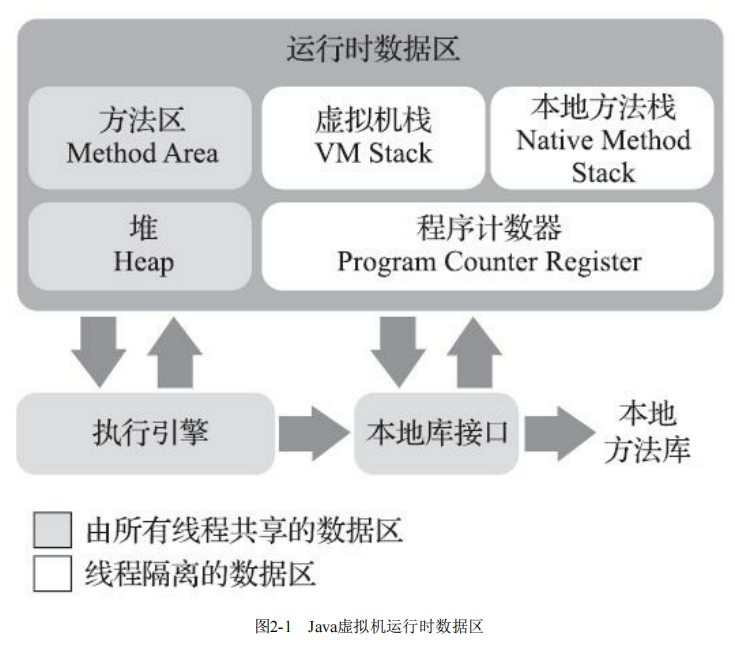 运行时数据区
方法区
Method Area
虚拟机栈
VM Stack
本地方法栈
Native Method
Stack
堆
Heap
程序计数器
Program Counter Register
执行引擎
本地库接口
本地
方法库
由所有线程共享的数据区
线程隔离的数据区
图2-1 Java虚拟机运行时数据区